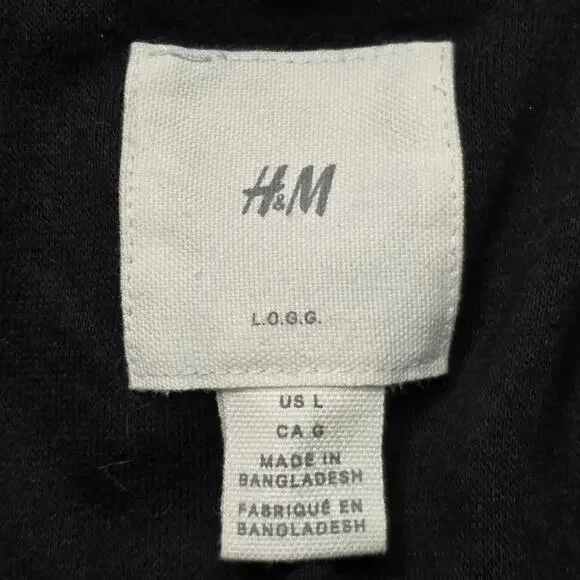 H&M
L.O.G.G.
US L
CA G
MADE IN
BANGLADESH
FABRIQUÉ EN
BANGLADESH